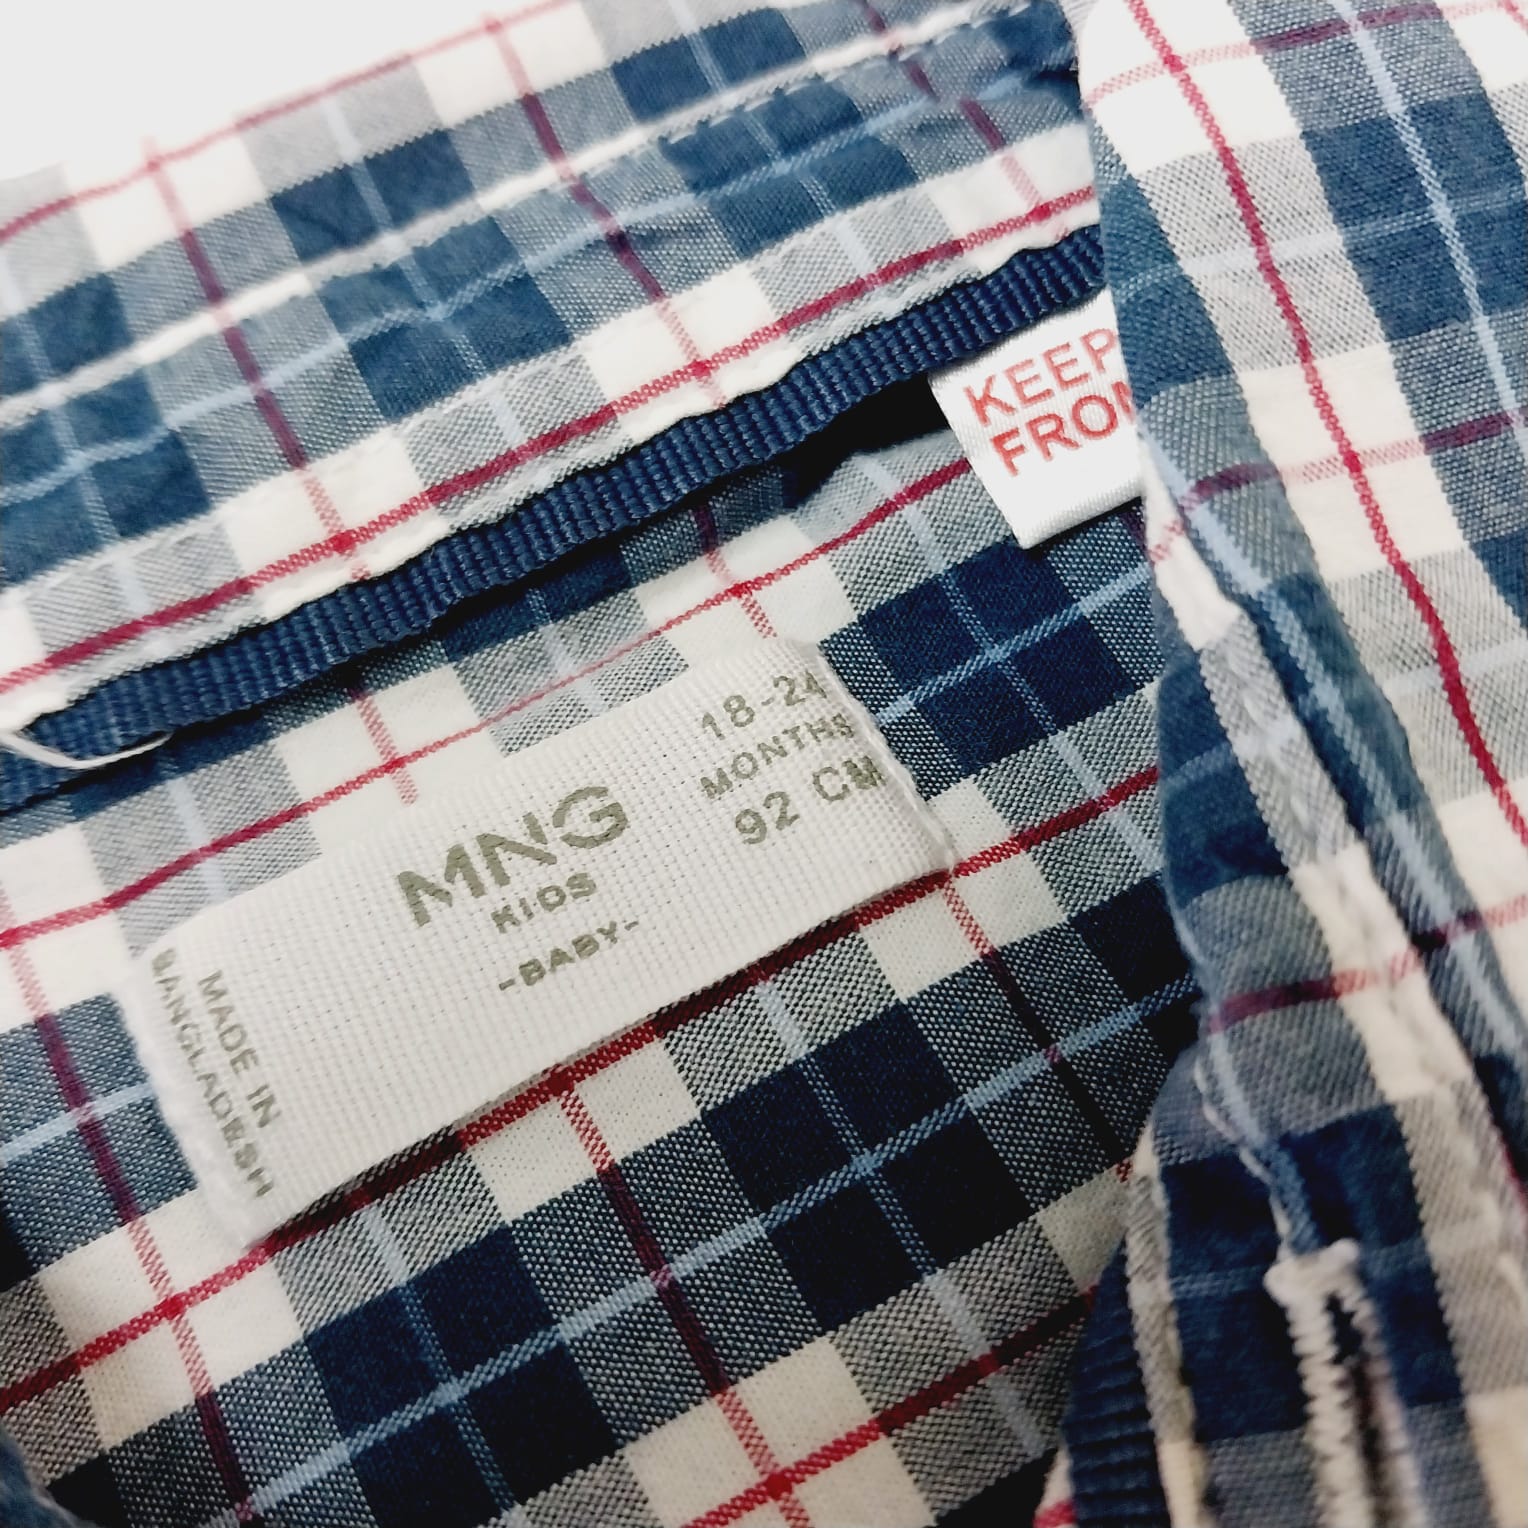 KEEP
FROM
18-24
MONTHS
92 CM
MNG
KIDS
-BABY-
MADE IN
BANGLADESH